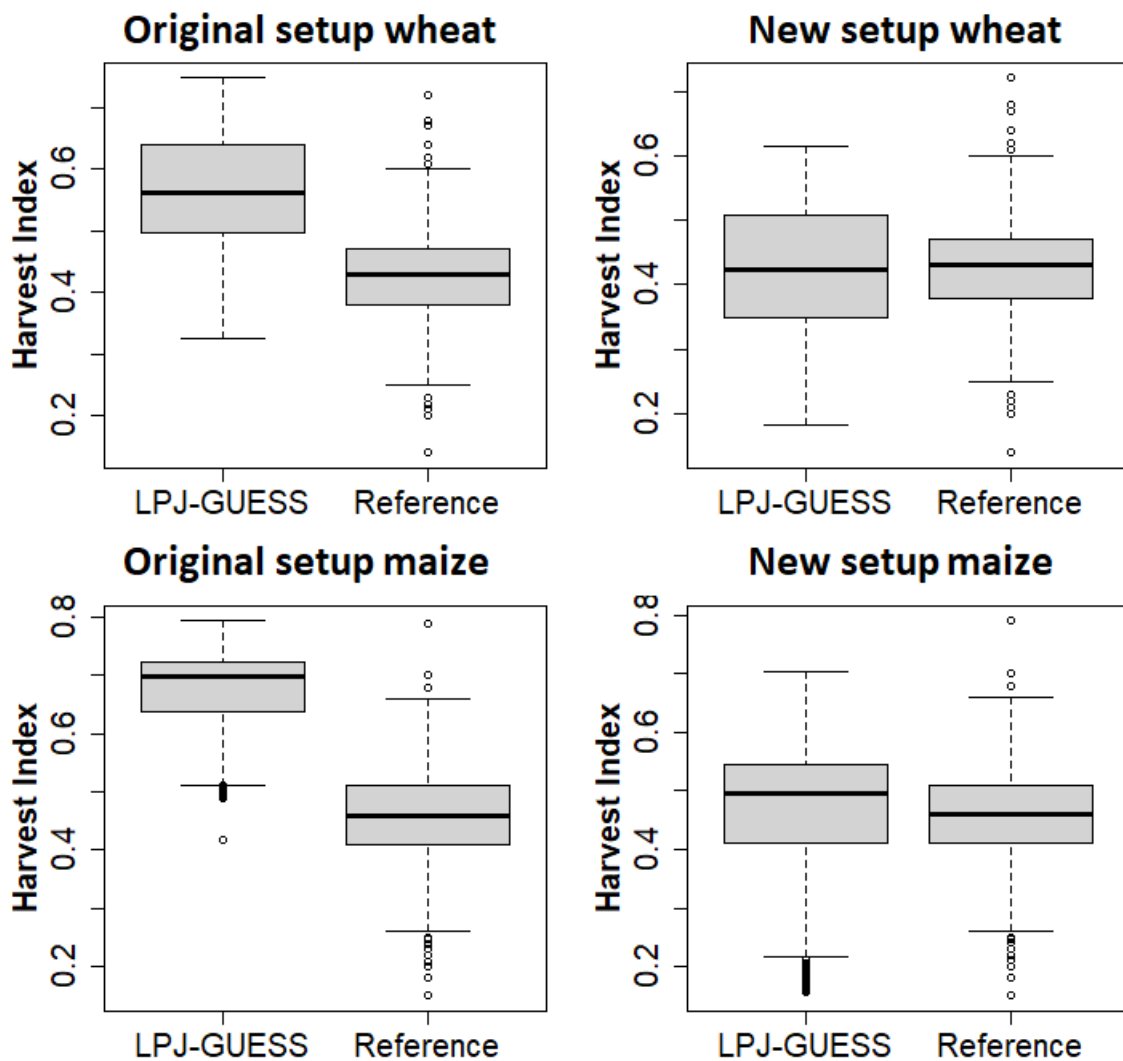 Original setup wheat
New setup wheat
Harvest Index
0.2
0.4
0.6
LPJ-GUESS
Reference
Harvest Index
0.2
0.4
0.6
LPJ-GUESS
Reference
Original setup maize
New setup maize
Harvest Index
0.2
0.4
0.6
0.8
LPJ-GUESS
Reference
Harvest Index
0.2
0.4
0.6
0.8
LPJ-GUESS
Reference